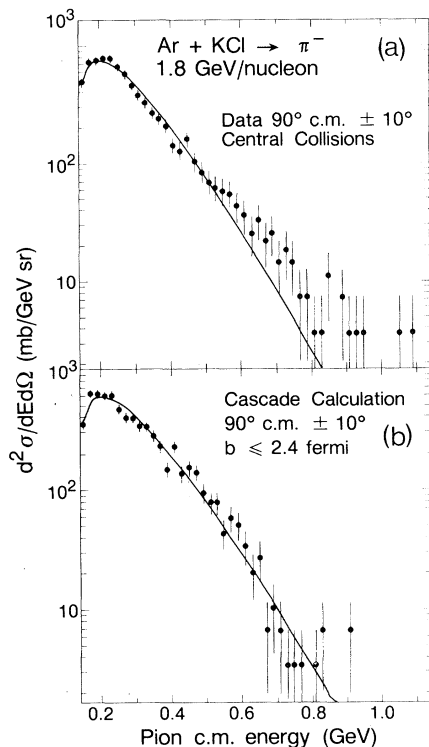 10³
Ar + KCl → π⁻ (a)
1.8 GeV/nucleon
Data 90° c.m. ± 10°
Central Collisions
10²
10
10³
Cascade Calculation
90° c.m. ± 10° (b)
b ⩽ 2.4 fermi
10²
10
d²σ/dEdΩ (mb/GeV sr)
0.2 0.4 0.6 0.8 1.0
Pion c.m. energy (GeV)